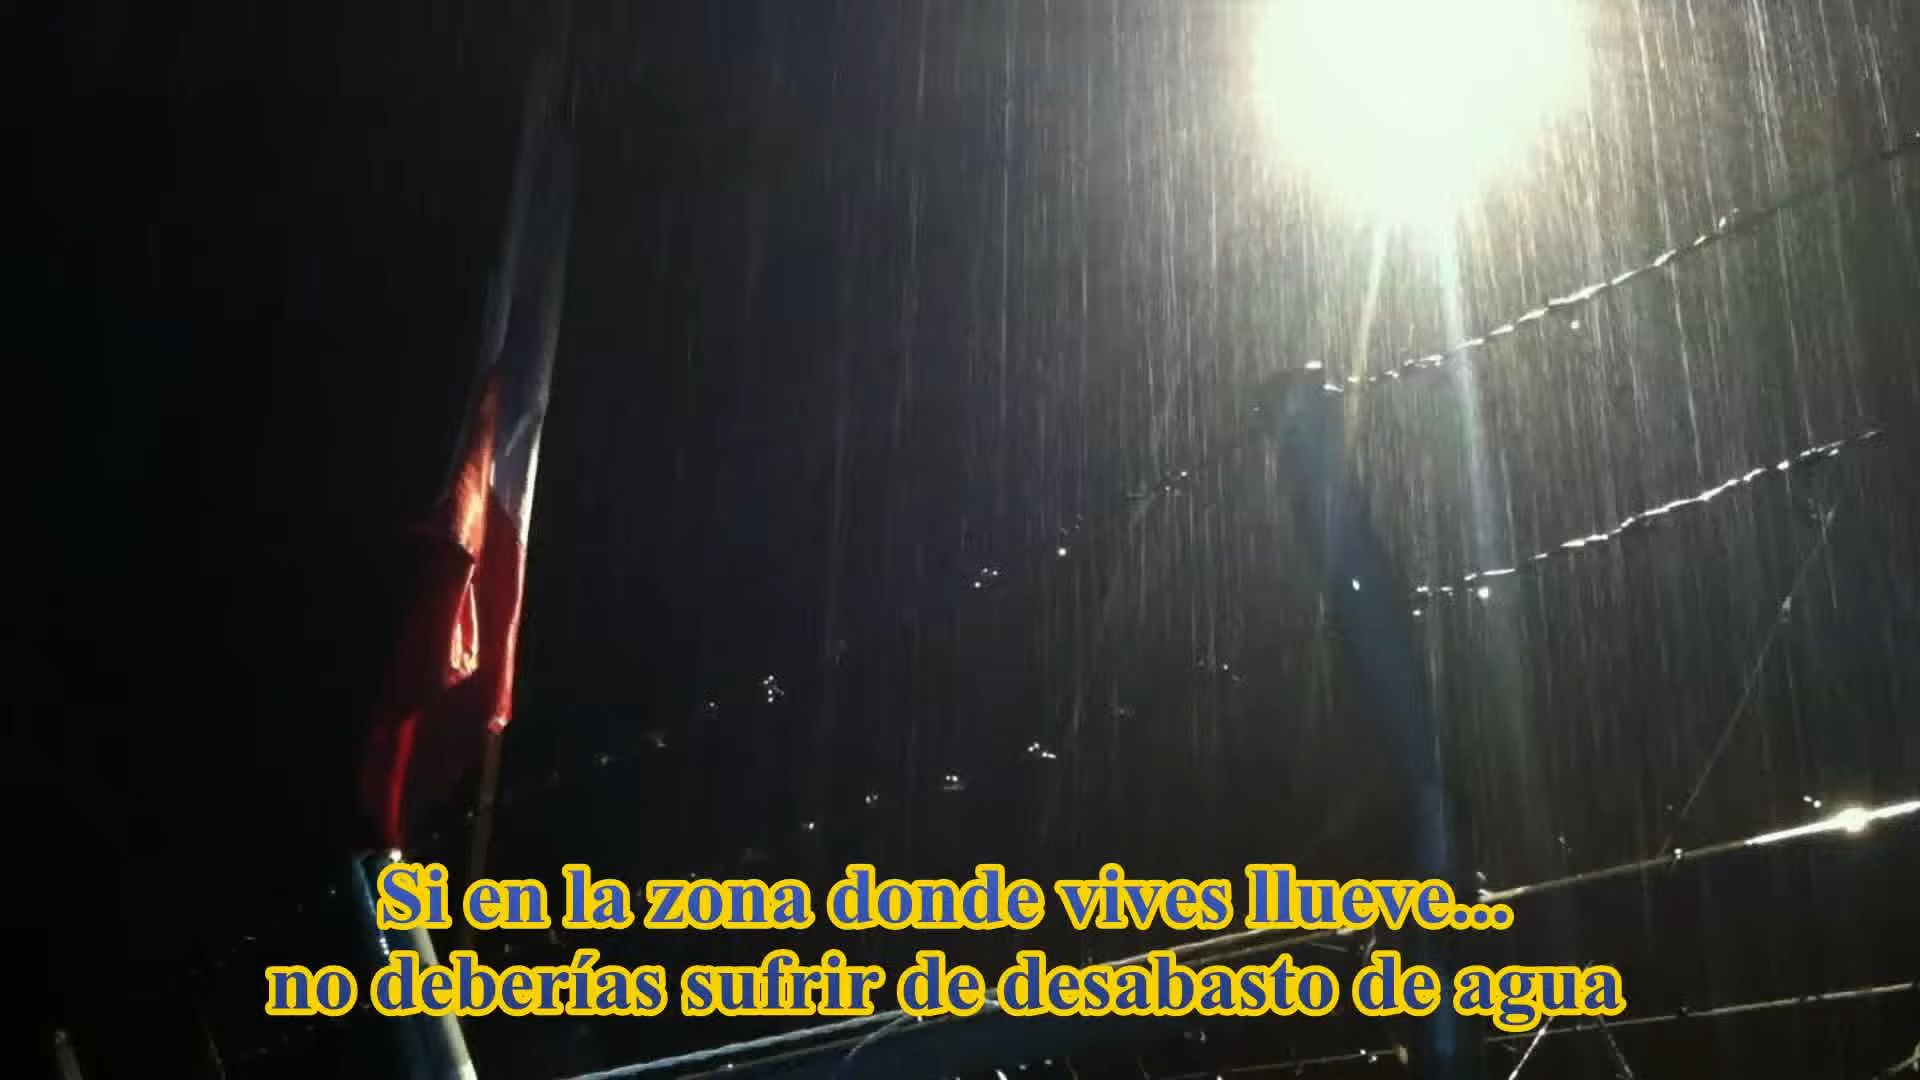 Si en la zona donde vives llueve...
no deberías sufrir de desabasto de agua